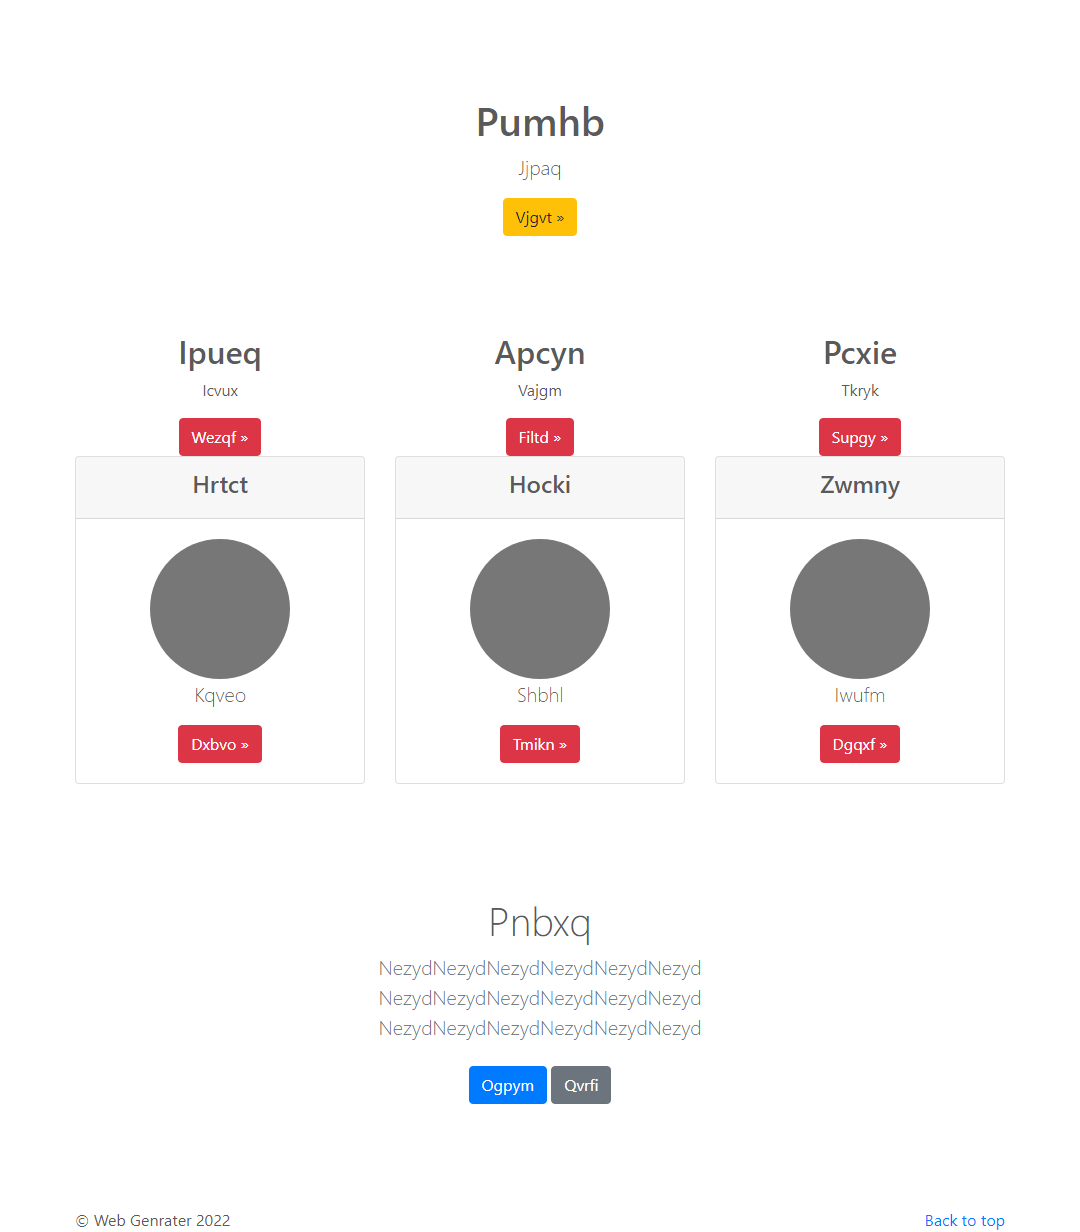 Pumhb
Jjpaq
Vjgvt »
Ipueq
Icvux
Wezqf »
Apcyn
Vajgm
Filtd »
Pcxie
Tkryk
Supgy »
Hrtct
Kqveo
Dxbvo »
Hocki
Shbhl
Tmikn »
Zwmny
Iwufm
Dgqxf »
Pnbxq
NezydNezydNezydNezydNezydNezyd
NezydNezydNezydNezydNezydNezyd
NezydNezydNezydNezydNezydNezyd
Ogpym Qvrfi
© Web Genrater 2022
Back to top